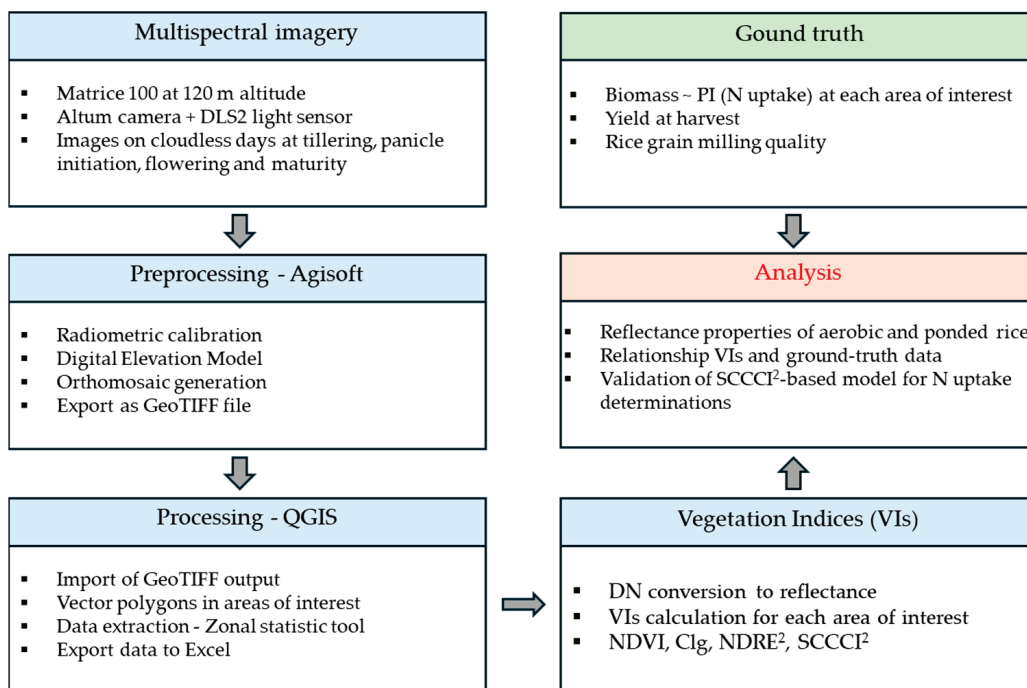 Multispectral imagery
▪ Matrice 100 at 120 m altitude
▪ Altum camera + DLS2 light sensor
▪ Images on cloudless days at tillering, panicle
initiation, flowering and maturity
Gound truth
▪ Biomass ~ PI (N uptake) at each area of interest
▪ Yield at harvest
▪ Rice grain milling quality
Preprocessing - Agisoft
▪ Radiometric calibration
▪ Digital Elevation Model
▪ Orthomosaic generation
▪ Export as GeoTIFF file
Analysis
▪ Reflectance properties of aerobic and ponded rice
▪ Relationship VIs and ground-truth data
▪ Validation of SCCCI²-based model for N uptake
determinations
Processing - QGIS
▪ Import of GeoTIFF output
▪ Vector polygons in areas of interest
▪ Data extraction - Zonal statistic tool
▪ Export data to Excel
Vegetation Indices (VIs)
▪ DN conversion to reflectance
▪ VIs calculation for each area of interest
▪ NDVI, Clg, NDRE², SCCCI²